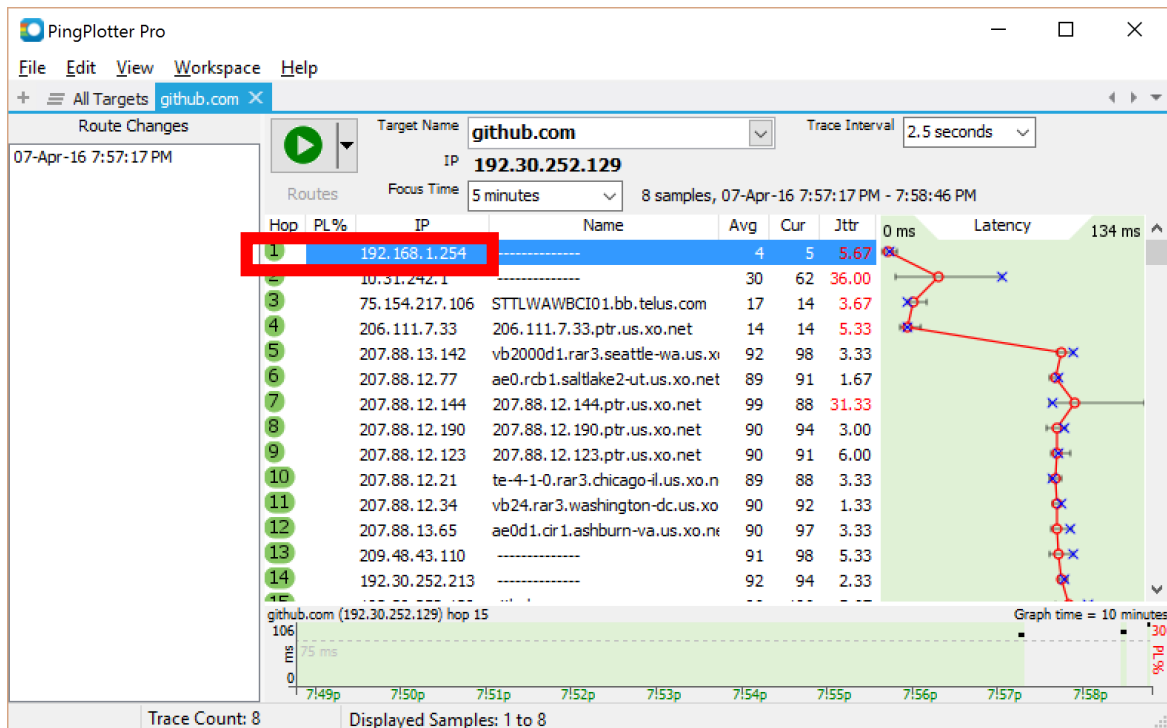 PingPlotter Pro
File Edit View Workspace Help
+ All Targets github.com
Route Changes
07-Apr-16 7:57:17 PM
Target Name github.com Trace Interval 2.5 seconds
IP 192.30.252.129
Routes Focus Time 5 minutes 8 samples, 07-Apr-16 7:57:17 PM - 7:58:46 PM
Hop PL% IP Name Avg Cur Jttr 0 ms Latency 134 ms
1 192.168.1.254 -------------- 4 5 5.67
2 10.31.242.1 30 62 36.00
3 75.154.217.106 STTLWAWBCI01.bb.telus.com 17 14 3.67
4 206.111.7.33 206.111.7.33.ptr.us.xo.net 14 14 5.33
5 207.88.13.142 vb2000d1.rar3.seattle-wa.us.x 92 98 3.33
6 207.88.12.77 ae0.rcb1.saltlake2-ut.us.xo.net 89 91 1.67
7 207.88.12.144 207.88.12.144.ptr.us.xo.net 99 88 31.33
8 207.88.12.190 207.88.12.190.ptr.us.xo.net 90 94 3.00
9 207.88.12.123 207.88.12.123.ptr.us.xo.net 90 91 6.00
10 207.88.12.21 te-4-1-0.rar3.chicago-il.us.xo.n 89 88 3.33
11 207.88.12.34 vb24.rar3.washington-dc.us.xo 90 92 1.33
12 207.88.13.65 ae0d1.cir1.ashburn-va.us.xo.ne 90 97 3.33
13 209.48.43.110 -------------- 91 98 5.33
14 192.30.252.213 -------------- 92 94 2.33
github.com (192.30.252.129) hop 15 Graph time = 10 minutes
106 30
ms 75 ms PL%
0
7:49p 7:50p 7:51p 7:52p 7:53p 7:54p 7:55p 7:56p 7:57p 7:58p
Trace Count: 8 Displayed Samples: 1 to 8